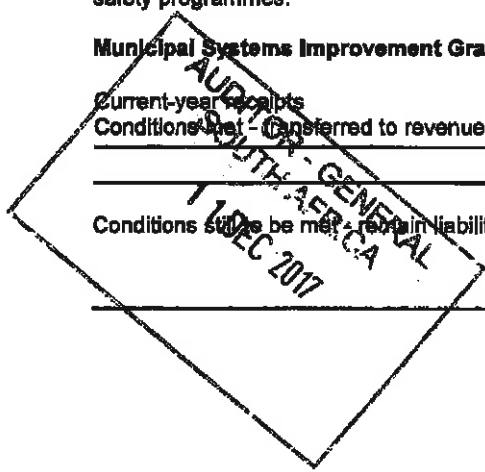 safety programmes.
Municipal Systems Improvement Gra
Current-year receipts
Conditions met - transferred to revenue
Conditions still to be met - remain liabilit
AUDITOR - GENERAL
SOUTH AFRICA
11 DEC 2017